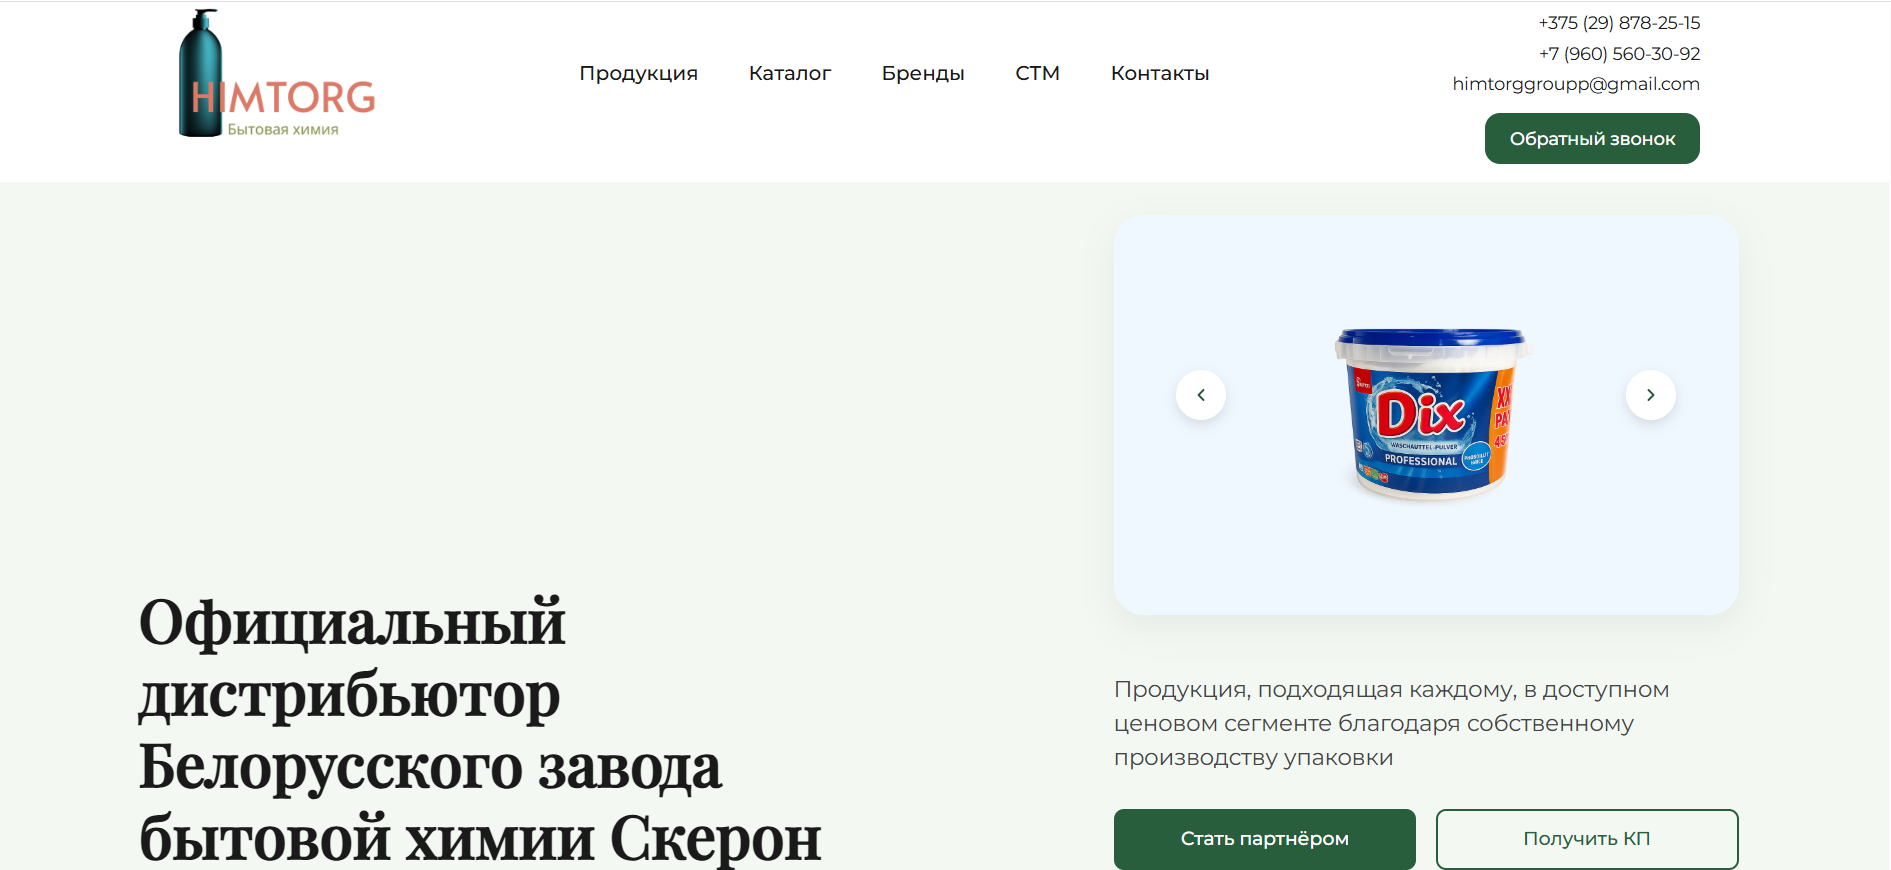 HIMTORG
Бытовая химия
Продукция
Каталог
Бренды
СТМ
Контакты
+375 (29) 878-25-15
+7 (960) 560-30-92
himtorggroupp@gmail.com
Обратный звонок
Dix
PROFESSIONAL
Официальный
дистрибьютор
Белорусского завода
бытовой химии Скерон
Продукция, подходящая каждому, в доступном
ценовом сегменте благодаря собственному
производству упаковки
Стать партнёром
Получить КП